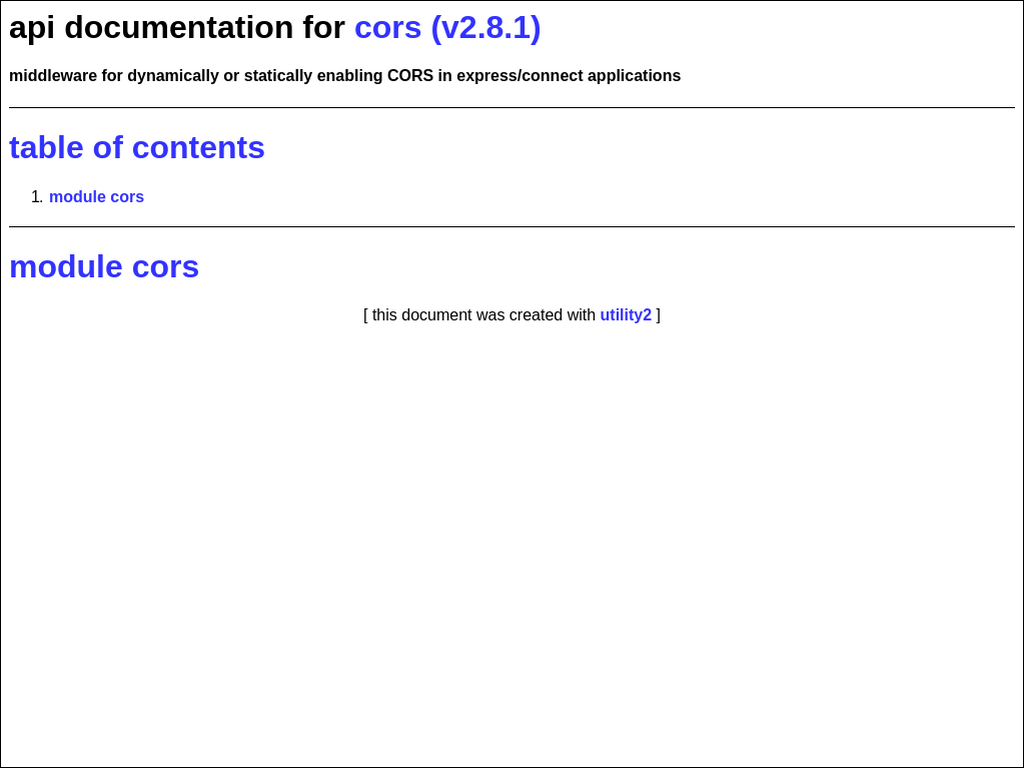 api documentation for cors (v2.8.1)
middleware for dynamically or statically enabling CORS in express/connect applications
table of contents
1. module cors
module cors
[ this document was created with utility2 ]